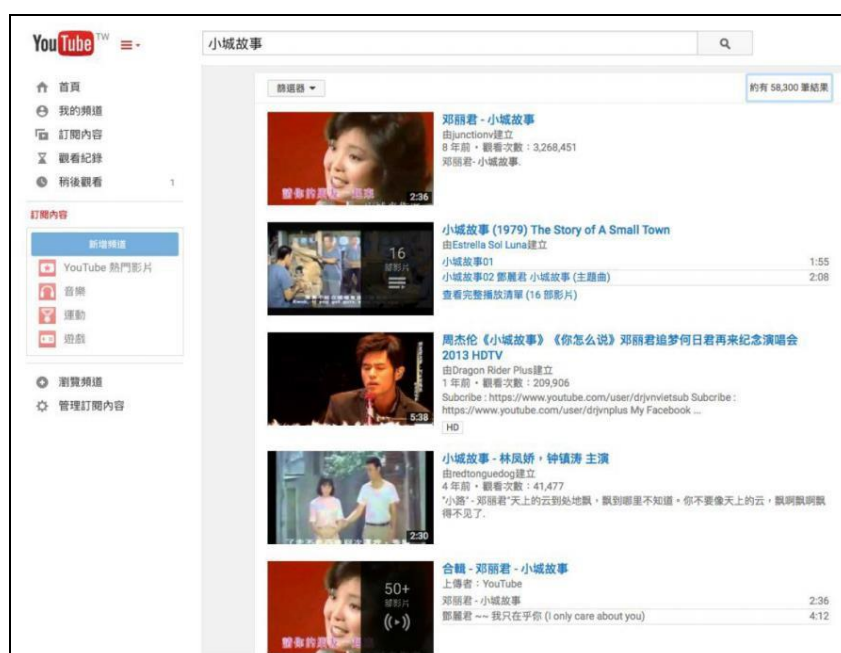 YouTube TW
小城故事
首頁
我的頻道
訂閱內容
觀看紀錄
稍後觀看 1
訂閱內容
新增頻道
YouTube 熱門影片
音樂
運動
遊戲
瀏覽頻道
管理訂閱內容
篩選器
約有 58,300 筆結果
2:36
邓丽君 - 小城故事
由junctionv建立
8 年前・觀看次數：3,268,451
邓丽君- 小城故事.
16
部影片
小城故事 (1979) The Story of A Small Town
由Estrella Sol Luna建立
小城故事01 1:55
小城故事02 鄧麗君 小城故事 (主題曲) 2:08
查看完整播放清單 (16 部影片)
5:38
周杰伦《小城故事》《你怎么说》邓丽君追梦何日君再来纪念演唱会
2013 HDTV
由Dragon Rider Plus建立
1 年前・觀看次數：209,906
Subcribe : https://www.youtube.com/user/drjvnvietsub Subcribe :
https://www.youtube.com/user/drjvnplus My Facebook ...
HD
2:30
小城故事 - 林凤娇，钟镇涛 主演
由redtonguedog建立
4 年前・觀看次數：41,477
"小路" - 邓丽君"天上的云到处地飘，飘到哪里不知道。你不要像天上的云，飘啊飘啊飘
得不见了.
50+
部影片
合輯 - 邓丽君 - 小城故事
上傳者：YouTube
邓丽君 - 小城故事 2:36
鄧麗君 ~~ 我只在乎你 (I only care about you) 4:12